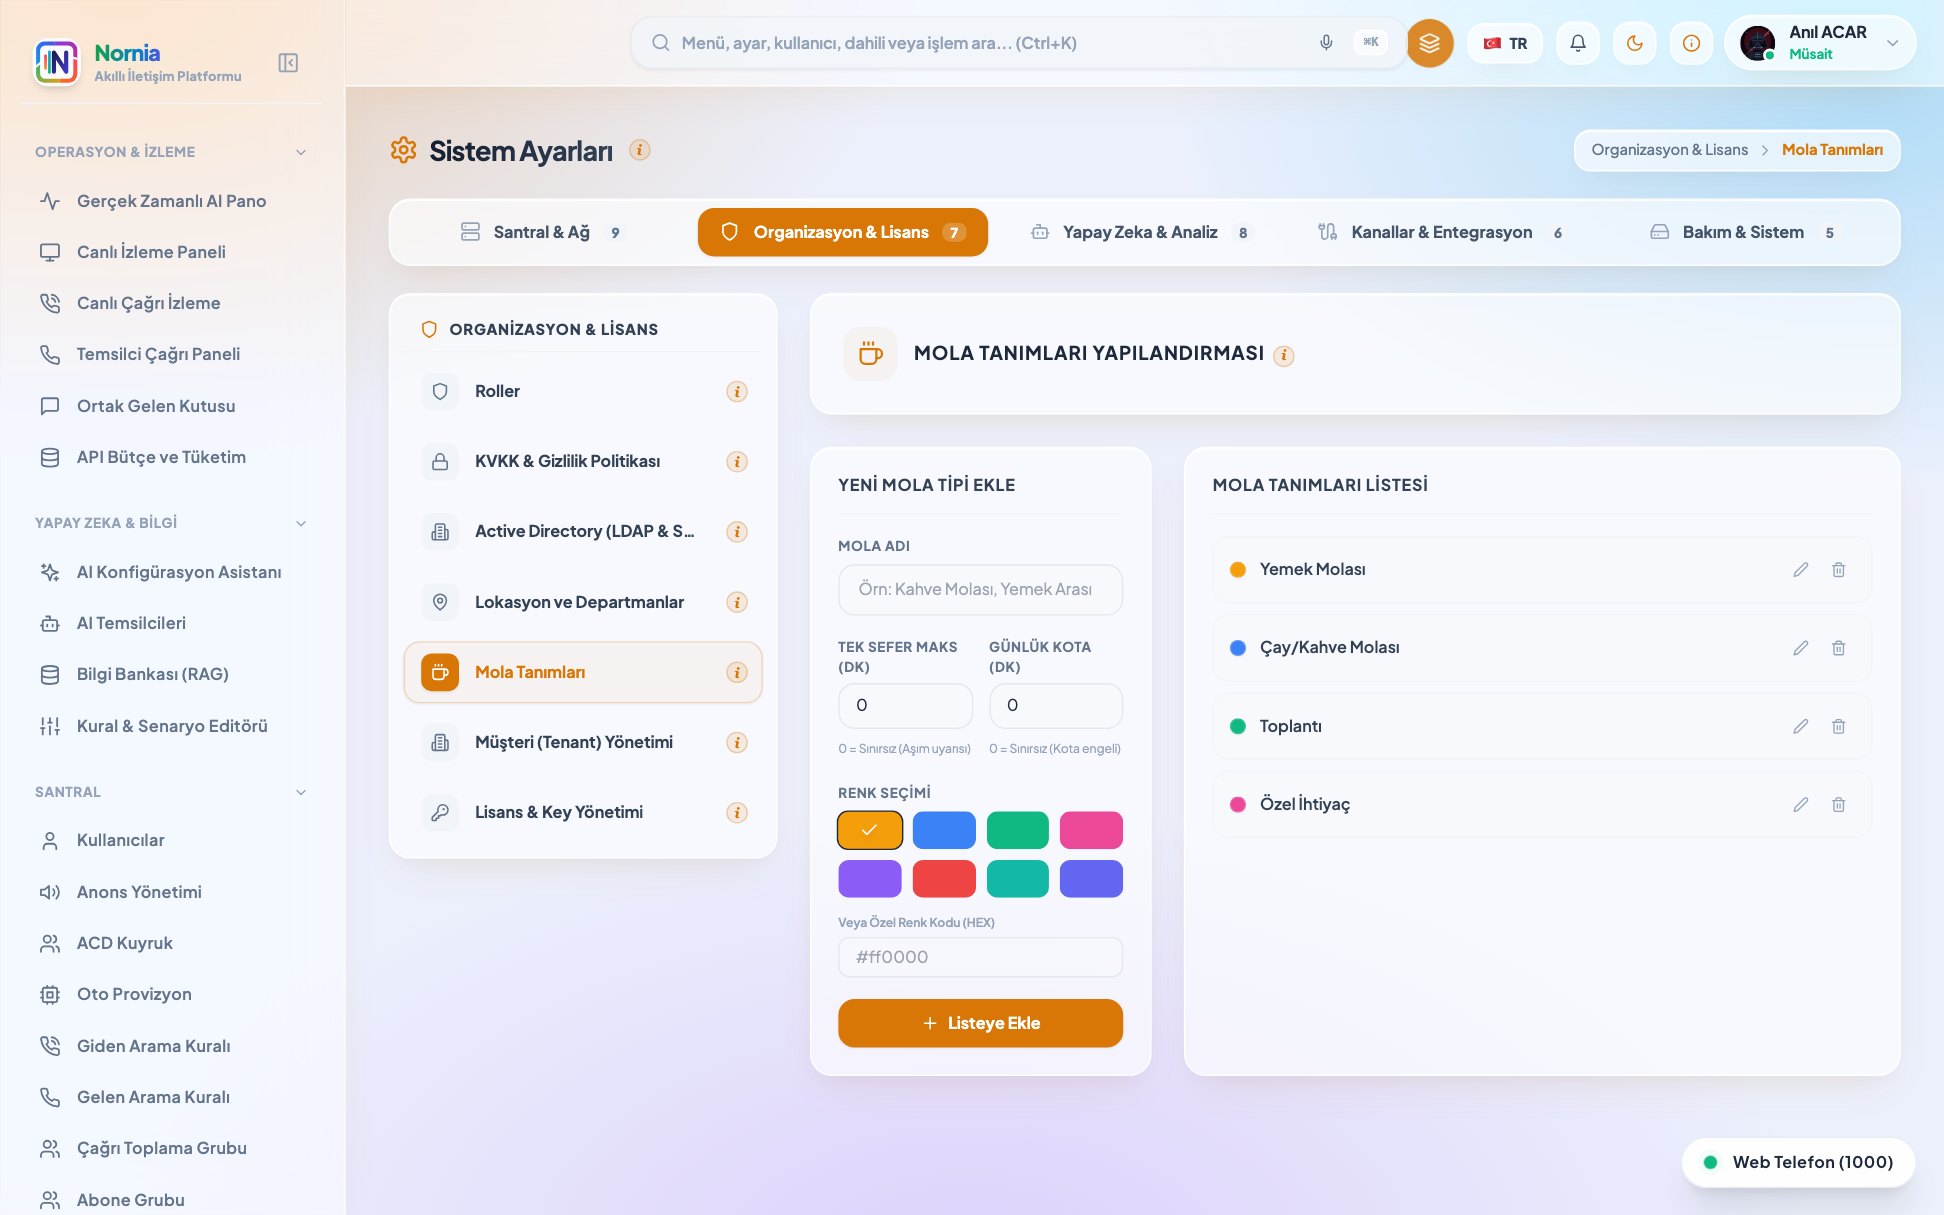 Nornia
Akıllı İletişim Platformu
Menü, ayar, kullanıcı, dahili veya işlem ara... (Ctrl+K)
⌘K
TR
Anıl ACAR
Müsait
OPERASYON & İZLEME
Gerçek Zamanlı AI Pano
Canlı İzleme Paneli
Canlı Çağrı İzleme
Temsilci Çağrı Paneli
Ortak Gelen Kutusu
API Bütçe ve Tüketim
YAPAY ZEKA & BİLGİ
AI Konfigürasyon Asistanı
AI Temsilcileri
Bilgi Bankası (RAG)
Kural & Senaryo Editörü
SANTRAL
Kullanıcılar
Anons Yönetimi
ACD Kuyruk
Oto Provizyon
Giden Arama Kuralı
Gelen Arama Kuralı
Çağrı Toplama Grubu
Abone Grubu
Sistem Ayarları
Organizasyon & Lisans > Mola Tanımları
Santral & Ağ 9
Organizasyon & Lisans 7
Yapay Zeka & Analiz 8
Kanallar & Entegrasyon 6
Bakım & Sistem 5
ORGANİZASYON & LİSANS
Roller
KVKK & Gizlilik Politikası
Active Directory (LDAP & S...
Lokasyon ve Departmanlar
Mola Tanımları
Müşteri (Tenant) Yönetimi
Lisans & Key Yönetimi
MOLA TANIMLARI YAPILANDIRMASI
YENİ MOLA TİPİ EKLE
MOLA ADI
Örn: Kahve Molası, Yemek Arası
TEK SEFER MAKS (DK)
0
0 = Sınırsız (Aşım uyarısı)
GÜNLÜK KOTA (DK)
0
0 = Sınırsız (Kota engeli)
RENK SEÇİMİ
Veya Özel Renk Kodu (HEX)
#ff0000
+ Listeye Ekle
MOLA TANIMLARI LİSTESİ
Yemek Molası
Çay/Kahve Molası
Toplantı
Özel İhtiyaç
Web Telefon (1000)